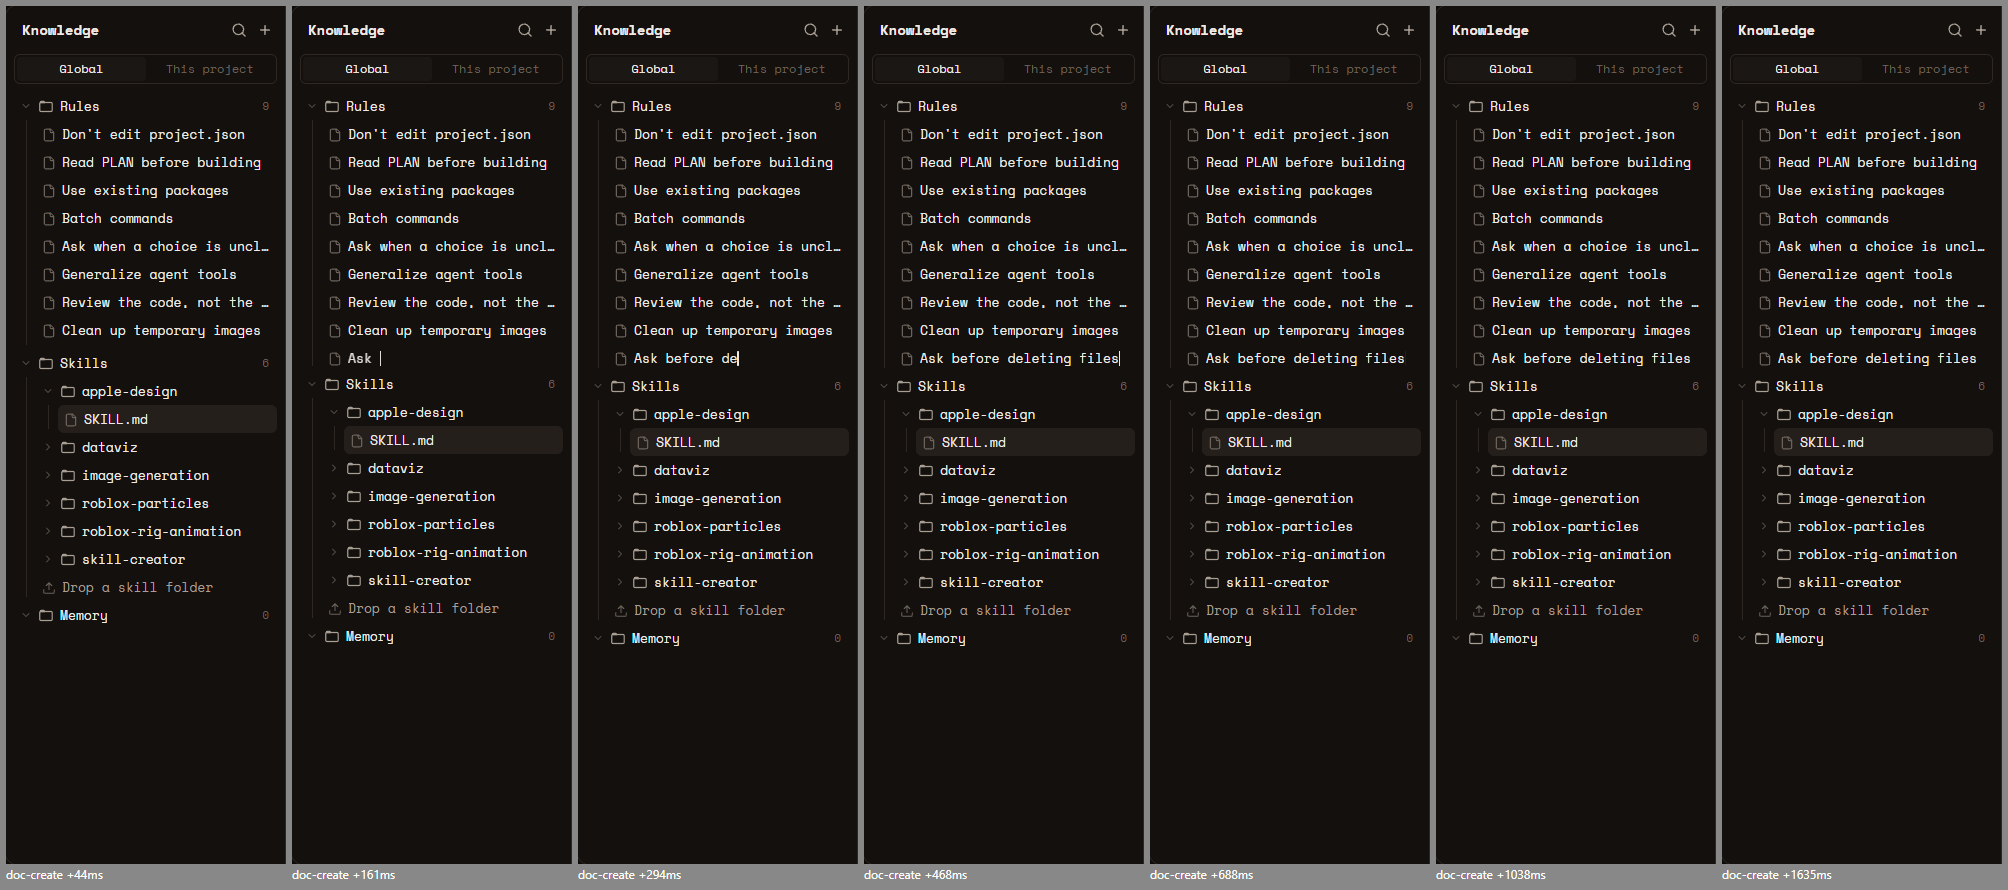 Knowledge
Global This project
Rules 9
Don't edit project.json
Read PLAN before building
Use existing packages
Batch commands
Ask when a choice is uncl…
Generalize agent tools
Review the code, not the …
Clean up temporary images
Skills 6
apple-design
SKILL.md
dataviz
image-generation
roblox-particles
roblox-rig-animation
skill-creator
Drop a skill folder
Memory 0
doc-create +44ms
Knowledge
Global This project
Rules 9
Don't edit project.json
Read PLAN before building
Use existing packages
Batch commands
Ask when a choice is uncl…
Generalize agent tools
Review the code, not the …
Clean up temporary images
Ask
Skills 6
apple-design
SKILL.md
dataviz
image-generation
roblox-particles
roblox-rig-animation
skill-creator
Drop a skill folder
Memory 0
doc-create +161ms
Knowledge
Global This project
Rules 9
Don't edit project.json
Read PLAN before building
Use existing packages
Batch commands
Ask when a choice is uncl…
Generalize agent tools
Review the code, not the …
Clean up temporary images
Ask before de
Skills 6
apple-design
SKILL.md
dataviz
image-generation
roblox-particles
roblox-rig-animation
skill-creator
Drop a skill folder
Memory 0
doc-create +294ms
Knowledge
Global This project
Rules 9
Don't edit project.json
Read PLAN before building
Use existing packages
Batch commands
Ask when a choice is uncl…
Generalize agent tools
Review the code, not the …
Clean up temporary images
Ask before deleting files
Skills 6
apple-design
SKILL.md
dataviz
image-generation
roblox-particles
roblox-rig-animation
skill-creator
Drop a skill folder
Memory 0
doc-create +468ms
Knowledge
Global This project
Rules 9
Don't edit project.json
Read PLAN before building
Use existing packages
Batch commands
Ask when a choice is uncl…
Generalize agent tools
Review the code, not the …
Clean up temporary images
Ask before deleting files
Skills 6
apple-design
SKILL.md
dataviz
image-generation
roblox-particles
roblox-rig-animation
skill-creator
Drop a skill folder
Memory 0
doc-create +688ms
Knowledge
Global This project
Rules 9
Don't edit project.json
Read PLAN before building
Use existing packages
Batch commands
Ask when a choice is uncl…
Generalize agent tools
Review the code, not the …
Clean up temporary images
Ask before deleting files
Skills 6
apple-design
SKILL.md
dataviz
image-generation
roblox-particles
roblox-rig-animation
skill-creator
Drop a skill folder
Memory 0
doc-create +1038ms
Knowledge
Global This project
Rules 9
Don't edit project.json
Read PLAN before building
Use existing packages
Batch commands
Ask when a choice is uncl…
Generalize agent tools
Review the code, not the …
Clean up temporary images
Ask before deleting files
Skills 6
apple-design
SKILL.md
dataviz
image-generation
roblox-particles
roblox-rig-animation
skill-creator
Drop a skill folder
Memory 0
doc-create +1635ms